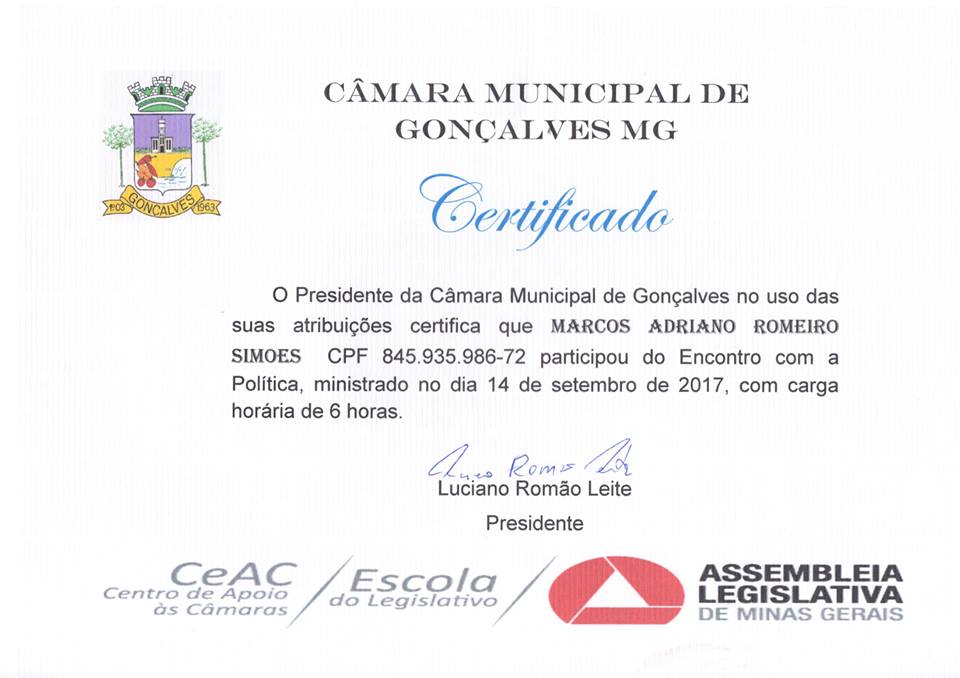 CÂMARA MUNICIPAL DE
GONÇALVES MG
Certificado
1903 GONÇALVES 1963
O Presidente da Câmara Municipal de Gonçalves no uso das
suas atribuições certifica que MARCOS ADRIANO ROMEIRO
SIMOES CPF 845.935.986-72 participou do Encontro com a
Política, ministrado no dia 14 de setembro de 2017, com carga
horária de 6 horas.
Luciano Romão Leite
Presidente
CeAC
Centro de Apoio
às Câmaras
Escola
do Legislativo
ASSEMBLEIA
LEGISLATIVA
DE MINAS GERAIS